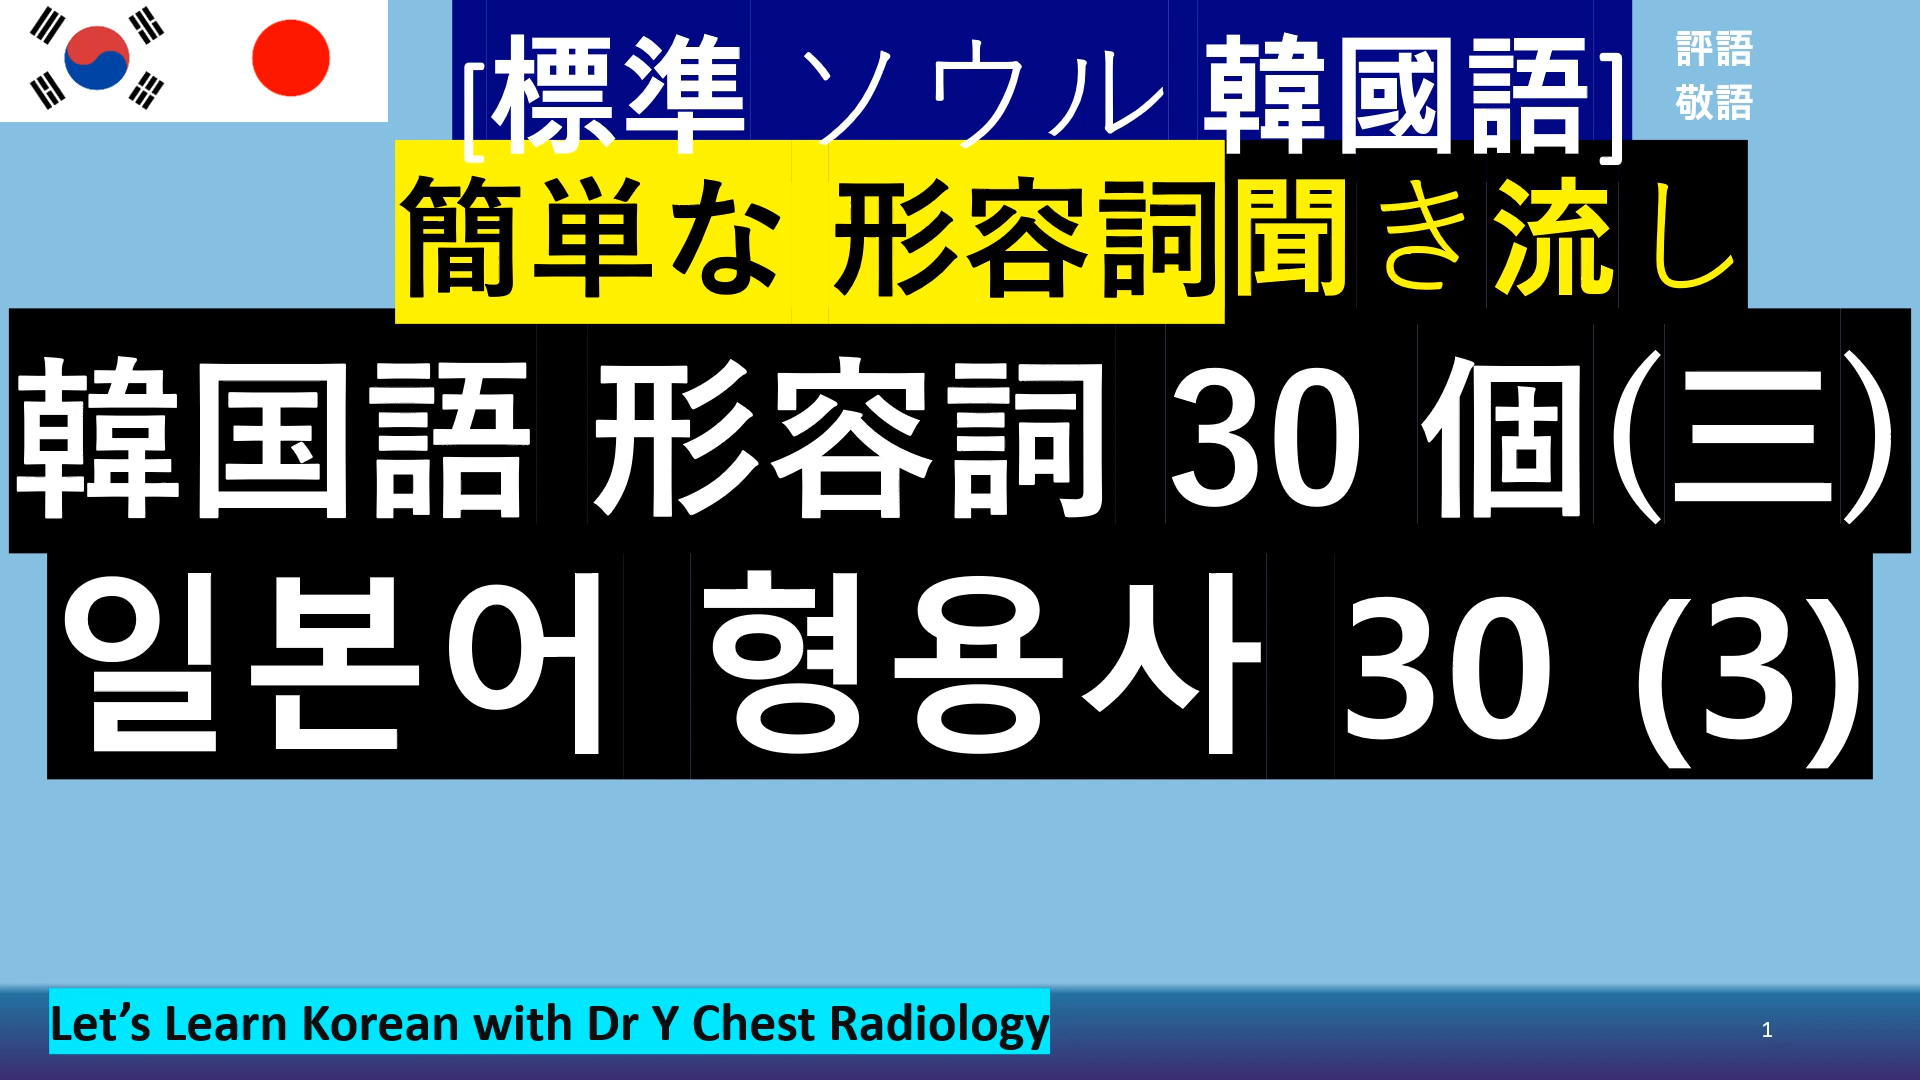 [標準 ソウル 韓國語]
評語
敬語
簡単な 形容詞聞き流し
韓国語 形容詞 30 個(三)
일본어 형용사 30 (3)
Let’s Learn Korean with Dr Y Chest Radiology
1